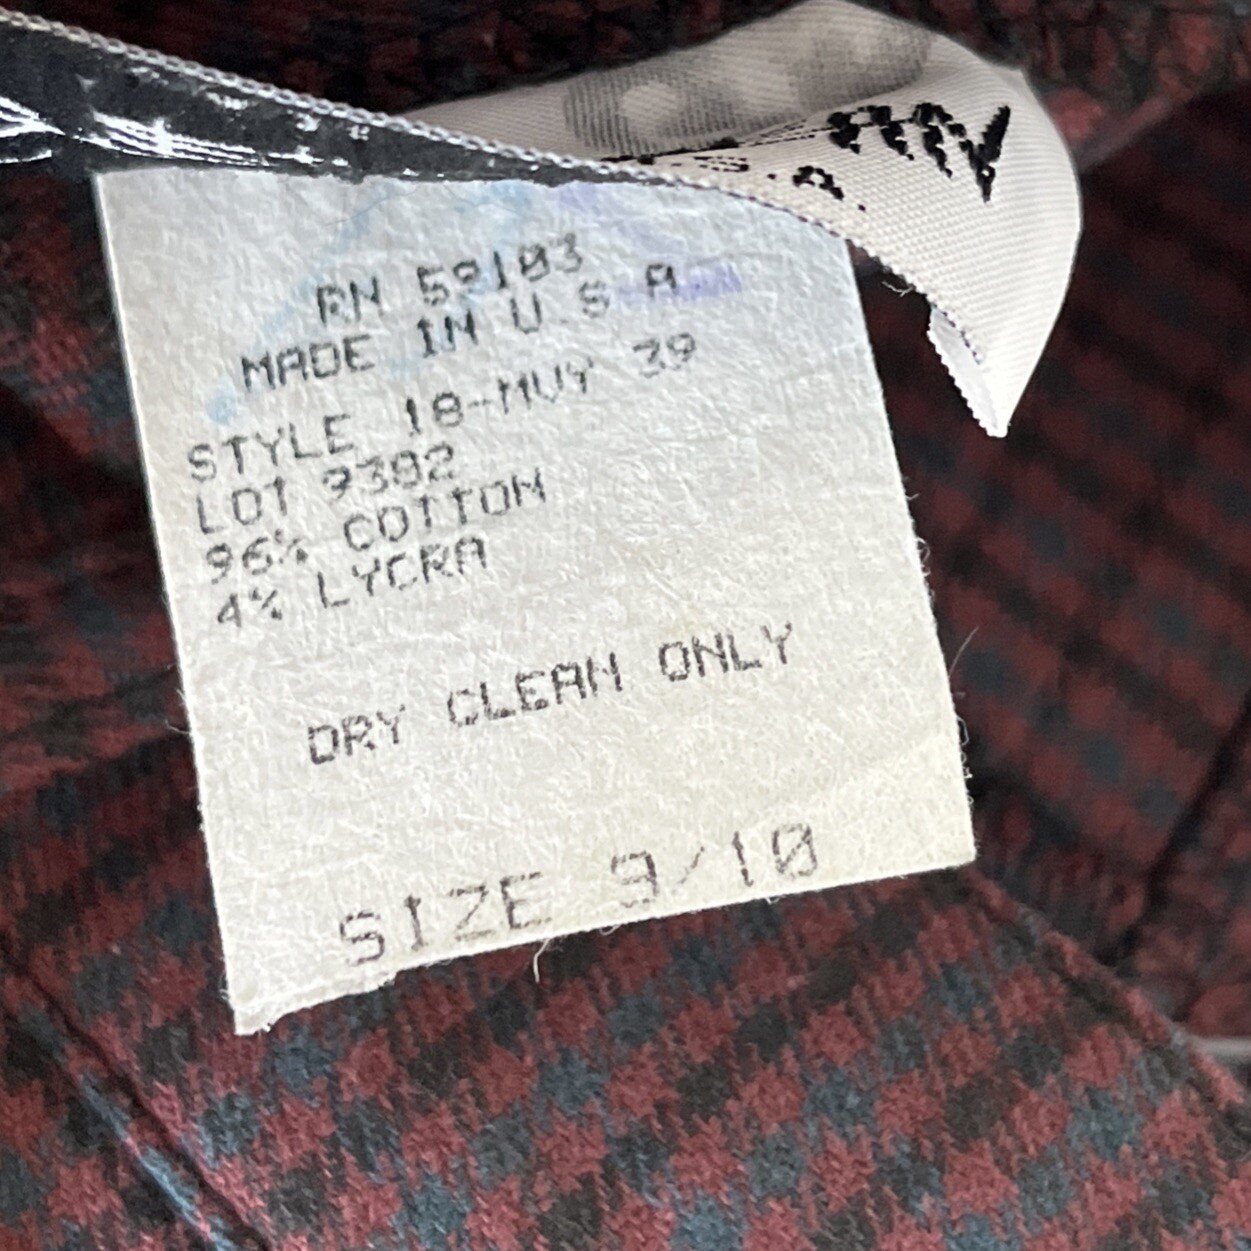 RN 59103
MADE IN U.S.A
STYLE 18-MUY 39
LOT 9382
96% COTTON
4% LYCRA
DRY CLEAN ONLY
SIZE 9/10